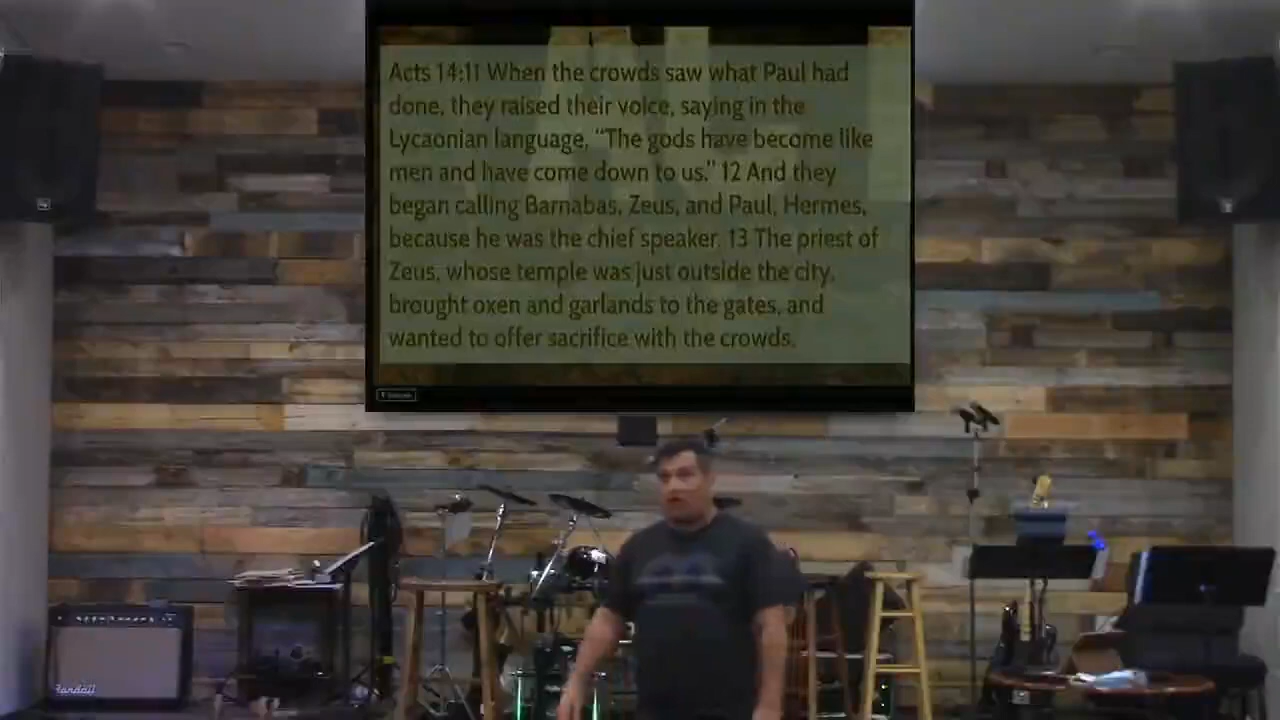 Acts 14:11 When the crowds saw what Paul had
done, they raised their voice, saying in the
Lycaonian language, “The gods have become like
men and have come down to us.” 12 And they
began calling Barnabas, Zeus, and Paul, Hermes,
because he was the chief speaker. 13 The priest of
Zeus, whose temple was just outside the city,
brought oxen and garlands to the gates, and
wanted to offer sacrifice with the crowds.
Randall